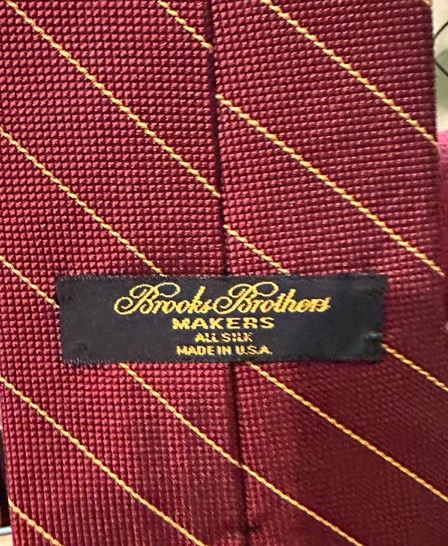 Brooks Brothers
MAKERS
ALL SILK
MADE IN U.S.A.